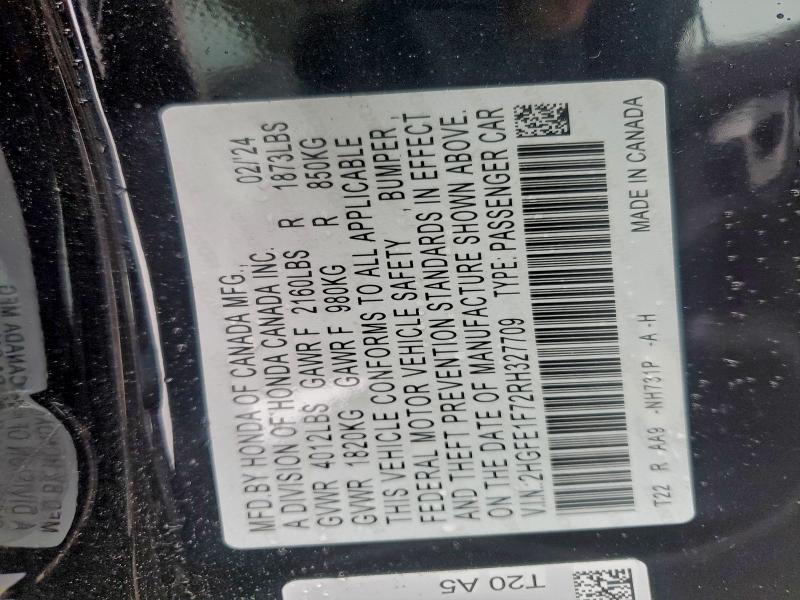 MFD.BY HONDA OF CANADA MFG., 02/'24
A DIVISION OF HONDA CANADA INC.
GVWR 4012LBS GAWR F 2160LBS R 1873LBS
GVWR 1820KG GAWR F 980KG R 850KG
THIS VEHICLE CONFORMS TO ALL APPLICABLE
FEDERAL MOTOR VEHICLE SAFETY , BUMPER ,
AND THEFT PREVENTION STANDARDS IN EFFECT
ON THE DATE OF MANUFACTURE SHOWN ABOVE.
V.I.N.:2HGFE1F72RH327709 TYPE: PASSENGER CAR
T22 R AA9 -NH731P -A -H MADE IN CANADA
T20 A5